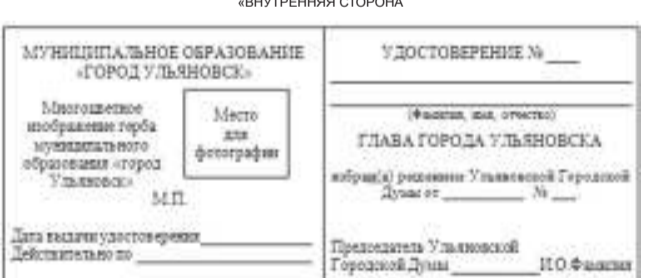 «ВНУТРЕННЯЯ СТОРОНА
МУНИЦИПАЛЬНОЕ ОБРАЗОВАНИЕ
«ГОРОД УЛЬЯНОВСК»
Многоцветное
изображение герба
муниципального
образования «город
Ульяновск»
Место
для
фотографии
М.П.
Дата выдачи удостоверения
Действительно по
УДОСТОВЕРЕНИЕ №
(Фамилия, имя, отчество)
ГЛАВА ГОРОДА УЛЬЯНОВСКА
избран(а) решением Ульяновской Городской
Думы от № 
Председатель Ульяновской
Городской Думы И.О.Фамилия